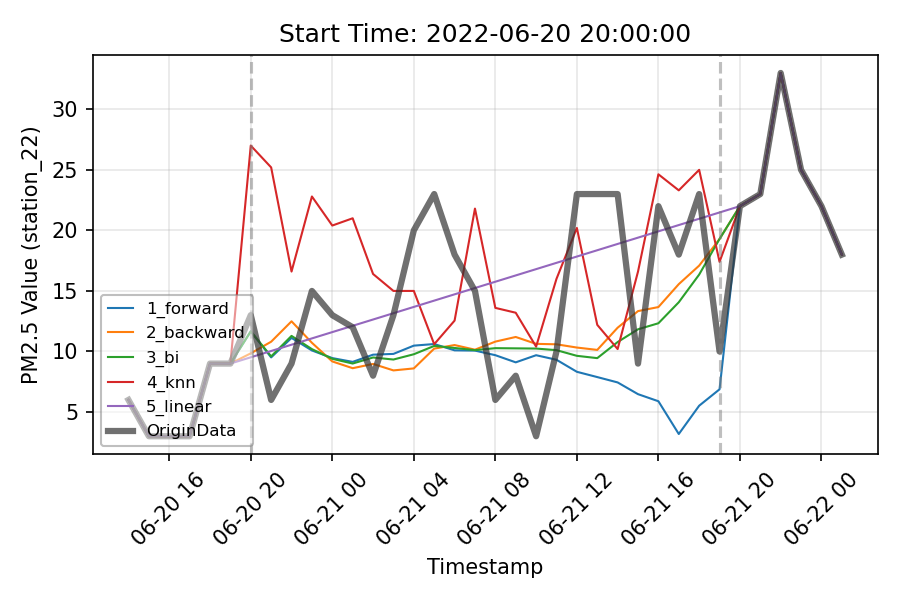 Start Time: 2022-06-20 20:00:00
PM2.5 Value (station_22)
30
25
20
15
10
5
1_forward
2_backward
3_bi
4_knn
5_linear
OriginData
06-20 16
06-20 20
06-21 00
06-21 04
06-21 08
06-21 12
06-21 16
06-21 20
06-22 00
Timestamp